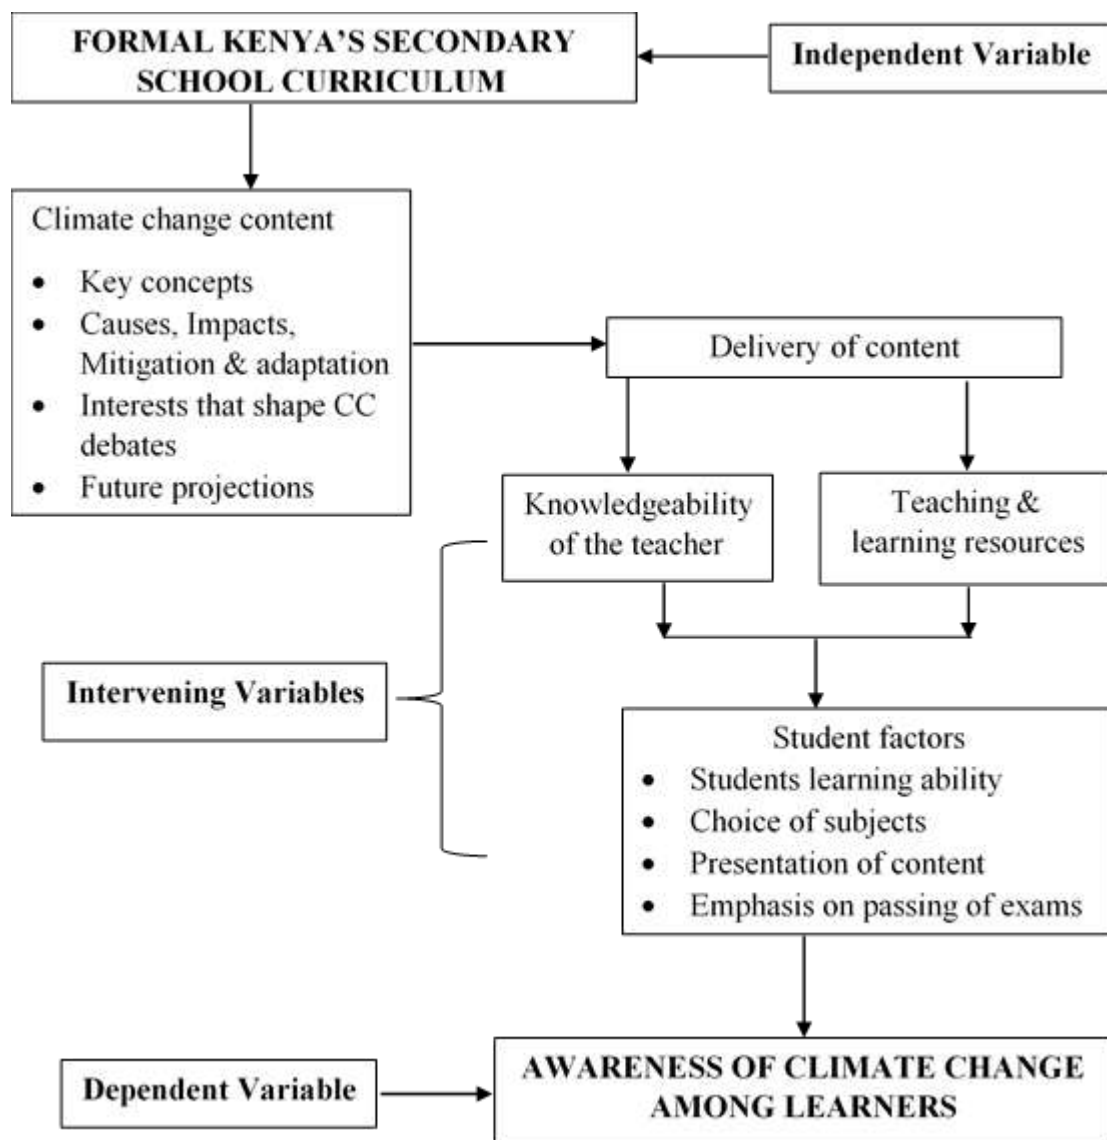 FORMAL KENYA'S SECONDARY
SCHOOL CURRICULUM
Independent Variable
Climate change content
• Key concepts
• Causes, Impacts,
Mitigation & adaptation
• Interests that shape CC
debates
• Future projections
Delivery of content
Knowledgeability
of the teacher
Teaching &
learning resources
Intervening Variables
Student factors
• Students learning ability
• Choice of subjects
• Presentation of content
• Emphasis on passing of exams
Dependent Variable
AWARENESS OF CLIMATE CHANGE
AMONG LEARNERS